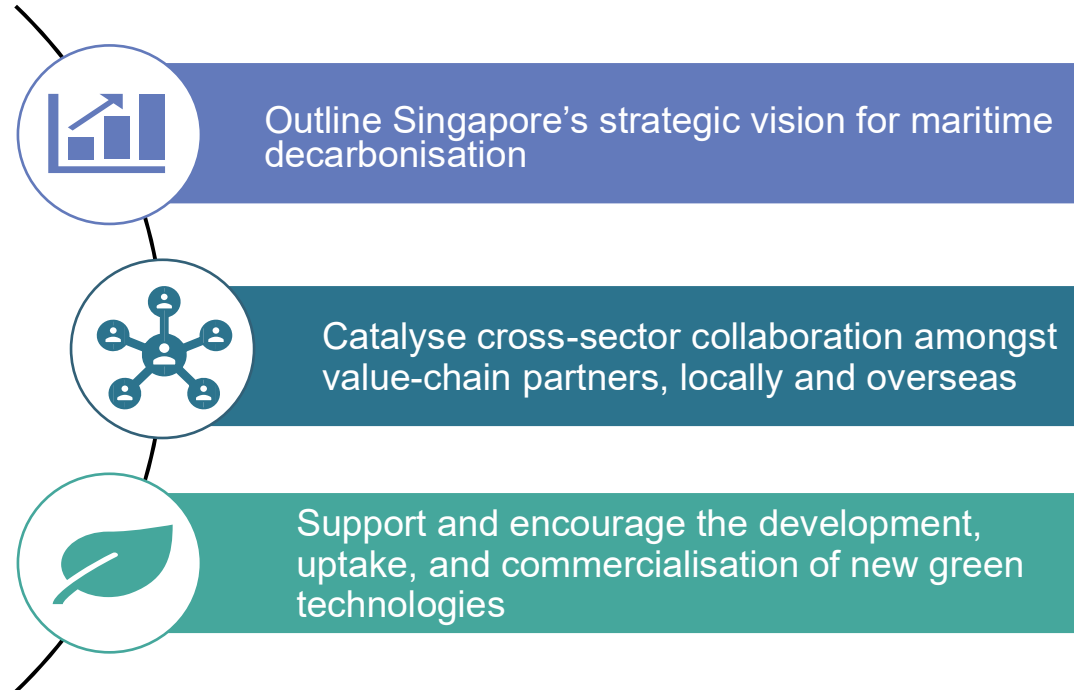 Outline Singapore’s strategic vision for maritime
decarbonisation
Catalyse cross-sector collaboration amongst
value-chain partners, locally and overseas
Support and encourage the development,
uptake, and commercialisation of new green
technologies